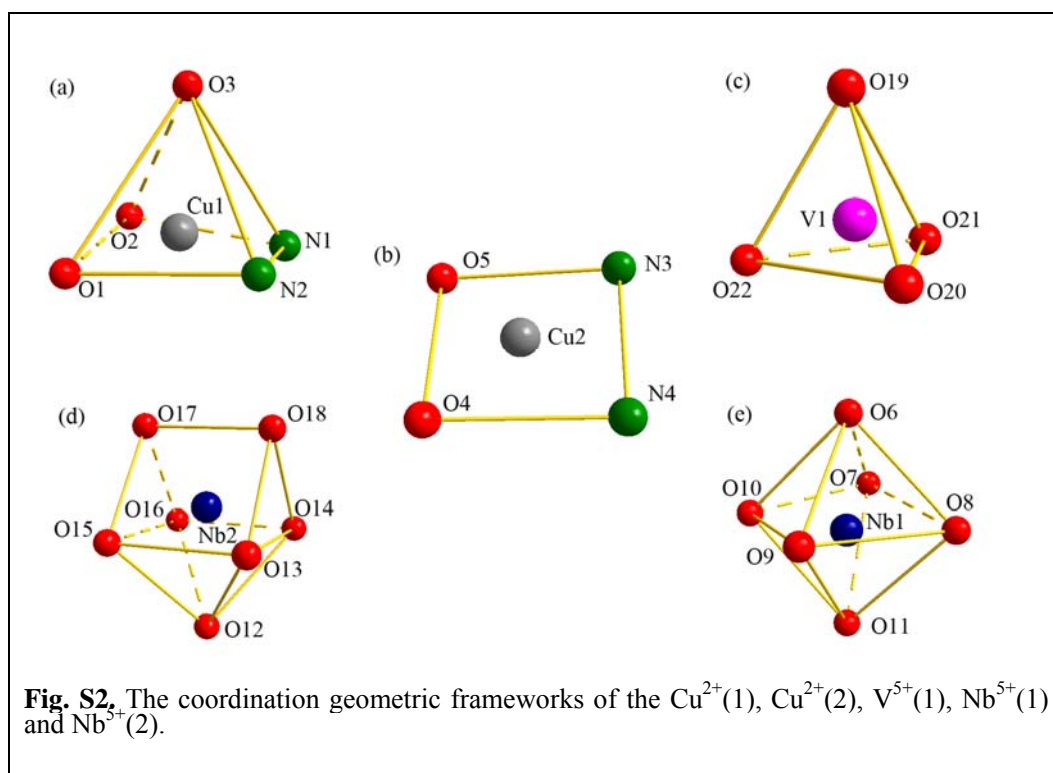 (a)
O3
Cu1
O2
N1
O1
N2
(b)
O5
N3
Cu2
O4
N4
(c)
O19
V1
O21
O22
O20
(d)
O17
O18
O16
O14
O15
Nb2
O13
O12
(e)
O6
O7
O10
O8
Nb1
O9
O11
Fig. S2. The coordination geometric frameworks of the Cu2+(1), Cu2+(2), V5+(1), Nb5+(1)
and Nb5+(2).